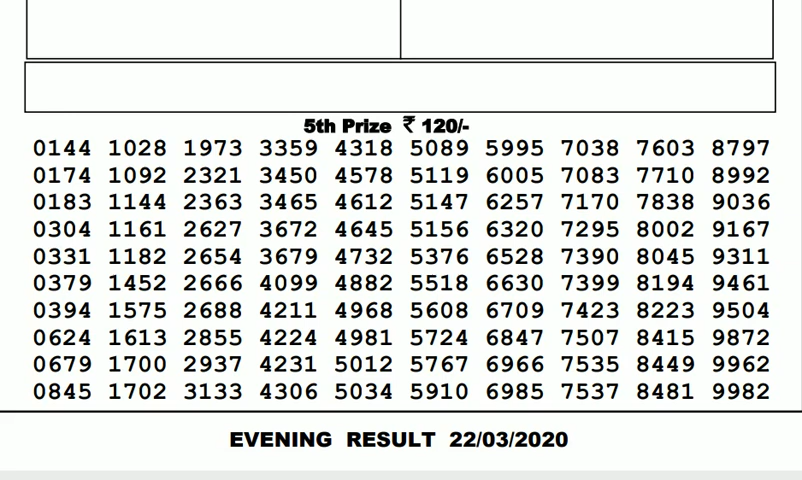 5th Prize ₹ 120/-
0144 1028 1973 3359 4318 5089 5995 7038 7603 8797
0174 1092 2321 3450 4578 5119 6005 7083 7710 8992
0183 1144 2363 3465 4612 5147 6257 7170 7838 9036
0304 1161 2627 3672 4645 5156 6320 7295 8002 9167
0331 1182 2654 3679 4732 5376 6528 7390 8045 9311
0379 1452 2666 4099 4882 5518 6630 7399 8194 9461
0394 1575 2688 4211 4968 5608 6709 7423 8223 9504
0624 1613 2855 4224 4981 5724 6847 7507 8415 9872
0679 1700 2937 4231 5012 5767 6966 7535 8449 9962
0845 1702 3133 4306 5034 5910 6985 7537 8481 9982
EVENING RESULT 22/03/2020